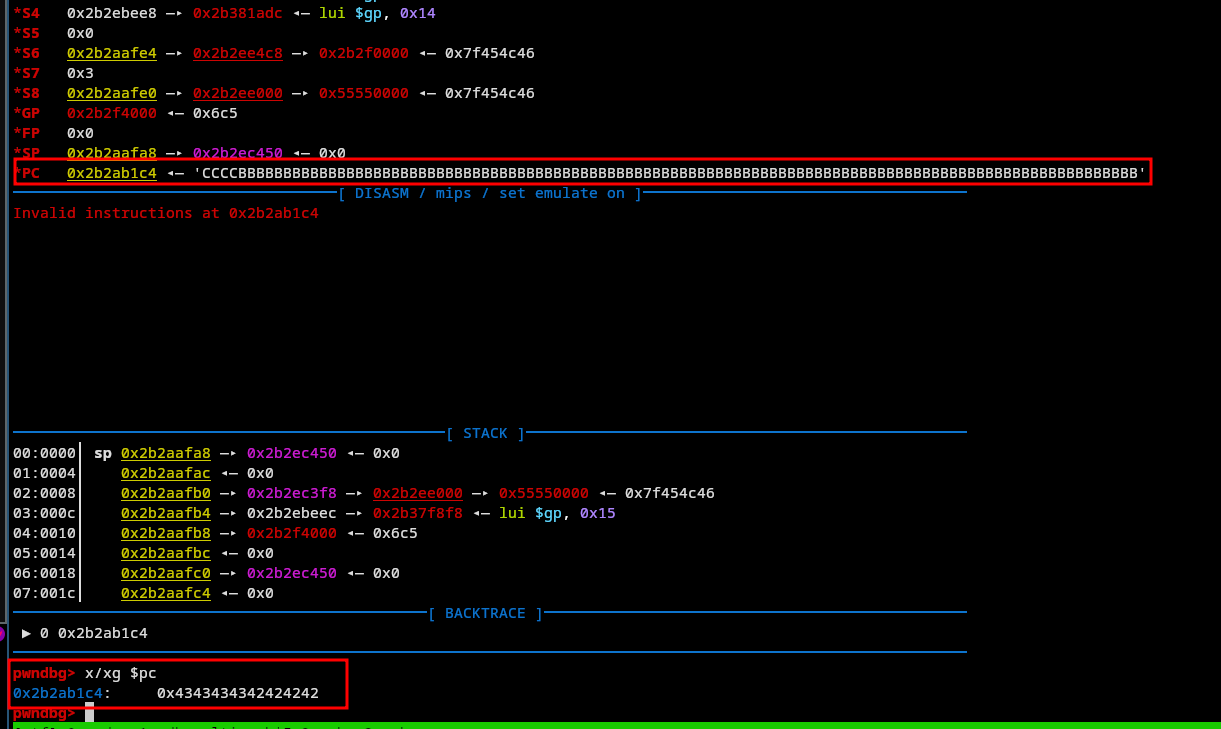 *S4 0x2b2ebee8 —▸ 0x2b381adc ◂— lui $gp, 0x14
*S5 0x0
*S6 0x2b2aafe4 —▸ 0x2b2ee4c8 —▸ 0x2b2f0000 ◂— 0x7f454c46
*S7 0x3
*S8 0x2b2aafe0 —▸ 0x2b2ee000 —▸ 0x55550000 ◂— 0x7f454c46
*GP 0x2b2f4000 ◂— 0x6c5
*FP 0x0
*SP 0x2b2aafa8 —▸ 0x2b2ec450 ◂— 0x0
*PC 0x2b2ab1c4 ◂— 'CCCCBBBBBBBBBBBBBBBBBBBBBBBBBBBBBBBBBBBBBBBBBBBBBBBBBBBBBBBBBBBBBBBBBBBBBBBBBBBBBBBBBBBBBBBBBBBBBBBBBBBB'
[ DISASM / mips / set emulate on ]
Invalid instructions at 0x2b2ab1c4
[ STACK ]
00:0000│ sp 0x2b2aafa8 —▸ 0x2b2ec450 ◂— 0x0
01:0004│ 0x2b2aafac ◂— 0x0
02:0008│ 0x2b2aafb0 —▸ 0x2b2ec3f8 —▸ 0x2b2ee000 —▸ 0x55550000 ◂— 0x7f454c46
03:000c│ 0x2b2aafb4 —▸ 0x2b2ebeec —▸ 0x2b37f8f8 ◂— lui $gp, 0x15
04:0010│ 0x2b2aafb8 —▸ 0x2b2f4000 ◂— 0x6c5
05:0014│ 0x2b2aafbc ◂— 0x0
06:0018│ 0x2b2aafc0 —▸ 0x2b2ec450 ◂— 0x0
07:001c│ 0x2b2aafc4 ◂— 0x0
[ BACKTRACE ]
► 0 0x2b2ab1c4
pwndbg> x/xg $pc
0x2b2ab1c4: 0x4343434342424242
pwndbg>